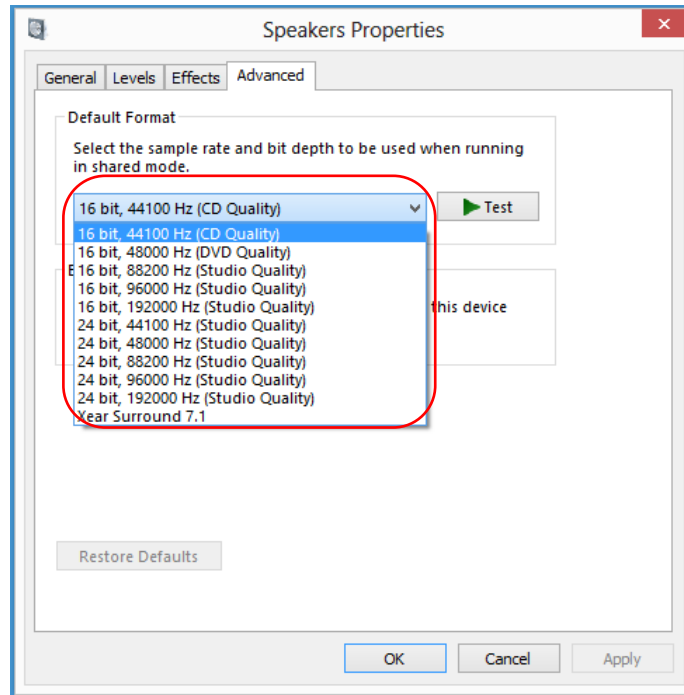 Speakers Properties
General Levels Effects Advanced
Default Format
Select the sample rate and bit depth to be used when running
in shared mode.
16 bit, 44100 Hz (CD Quality)
Test
16 bit, 44100 Hz (CD Quality)
16 bit, 48000 Hz (DVD Quality)
E
16 bit, 88200 Hz (Studio Quality)
16 bit, 96000 Hz (Studio Quality)
16 bit, 192000 Hz (Studio Quality)
this device
24 bit, 44100 Hz (Studio Quality)
24 bit, 48000 Hz (Studio Quality)
24 bit, 88200 Hz (Studio Quality)
24 bit, 96000 Hz (Studio Quality)
24 bit, 192000 Hz (Studio Quality)
Xear Surround 7.1
Restore Defaults
OK Cancel Apply